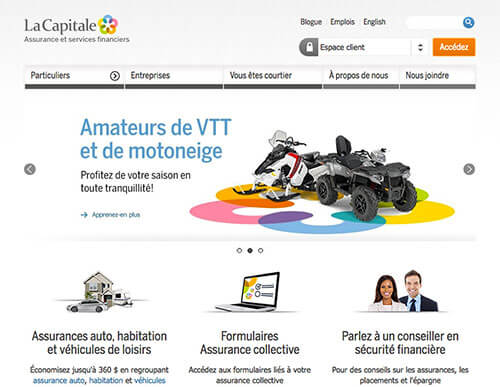 La Capitale
Assurance et services financiers
Blogue Emplois English
Espace client
Accédez
Particuliers Entreprises Vous êtes courtier À propos de nous Nous joindre
Amateurs de VTT
et de motoneige
Profitez de votre saison en
toute tranquillité!
Apprenez-en plus
Assurances auto, habitation
et véhicules de loisirs
Économisez jusqu'à 360 $ en regroupant
assurance auto, habitation et véhicules
Formulaires
Assurance collective
Accédez aux formulaires liés à votre
assurance collective
Parlez à un conseiller en
sécurité financière
Pour des conseils sur les assurances, les
placements et l'épargne